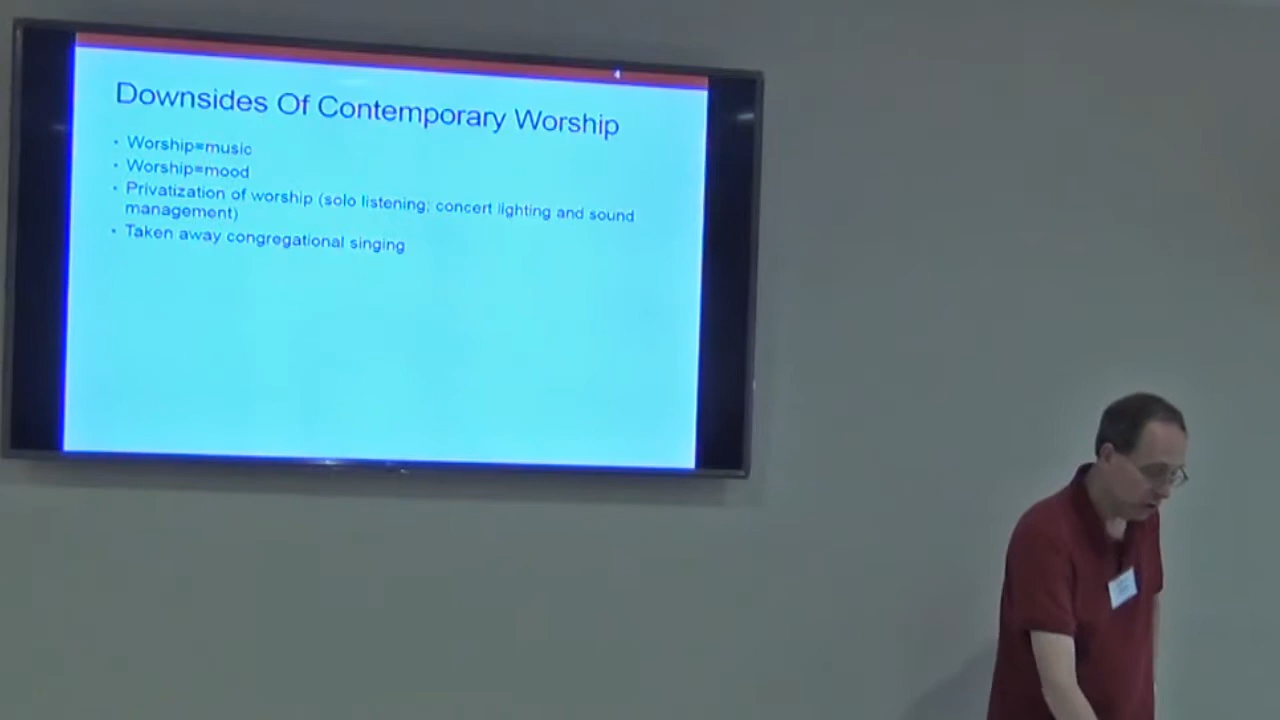 4
Downsides Of Contemporary Worship
• Worship=music
• Worship=mood
• Privatization of worship (solo listening; concert lighting and sound
management)
• Taken away congregational singing